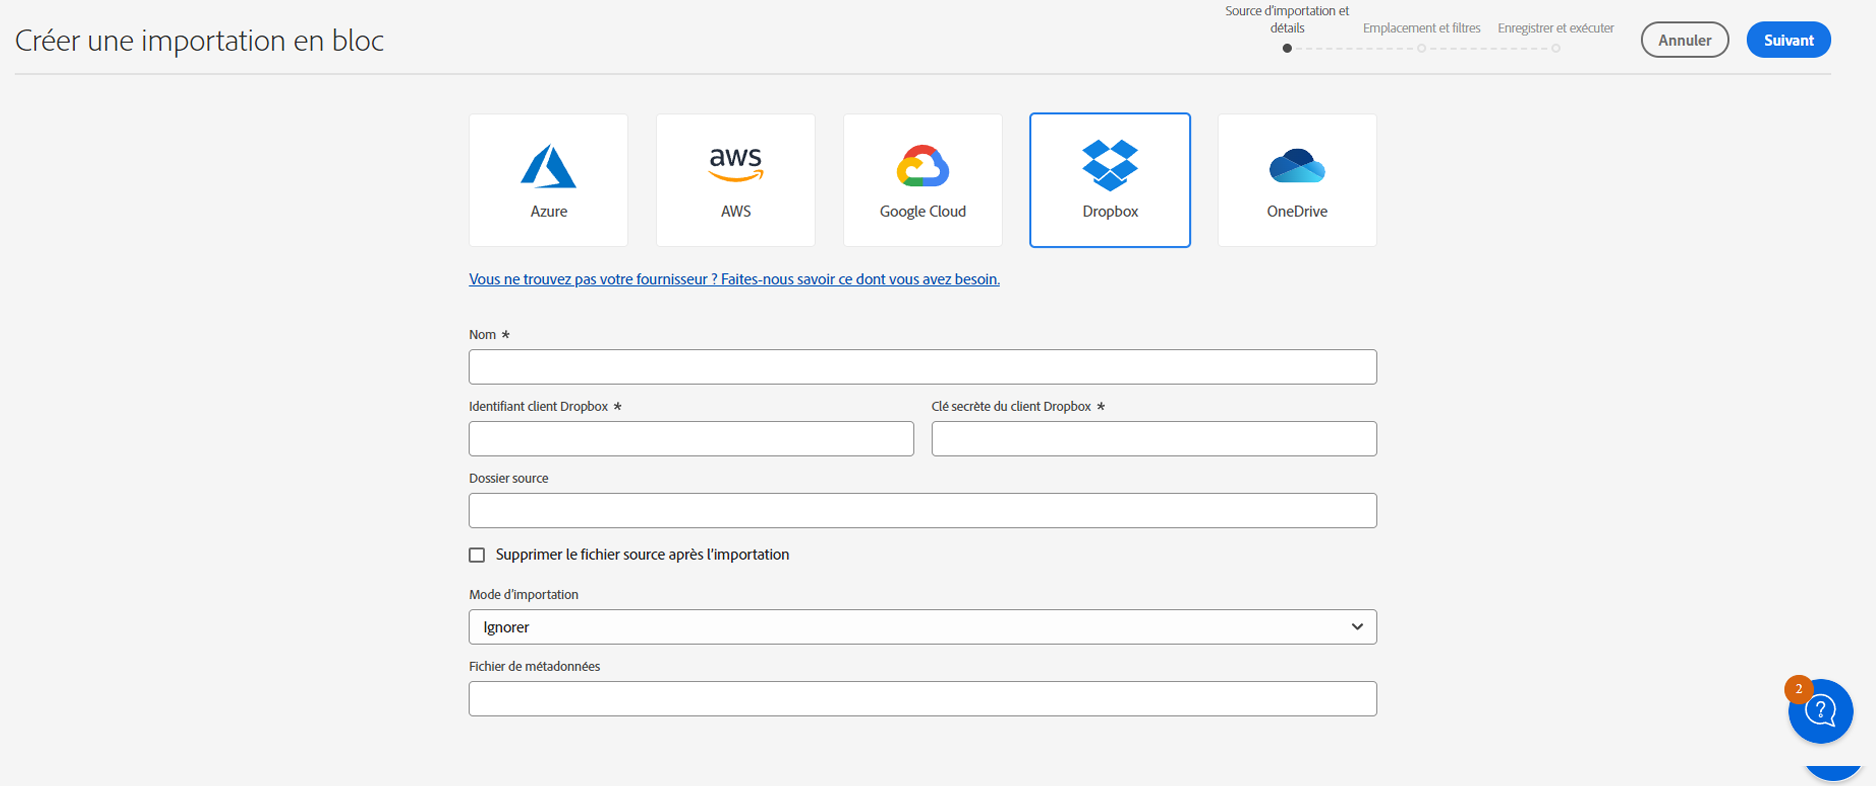 Créer une importation en bloc
Source d'importation et
détails
Emplacement et filtres
Enregistrer et exécuter
Annuler
Suivant
aws
Azure
AWS
Google Cloud
Dropbox
OneDrive
Vous ne trouvez pas votre fournisseur ? Faites-nous savoir ce dont vous avez besoin.
Nom *
Identifiant client Dropbox *
Clé secrète du client Dropbox *
Dossier source
Supprimer le fichier source après l'importation
Mode d'importation
Ignorer
Fichier de métadonnées
2
?